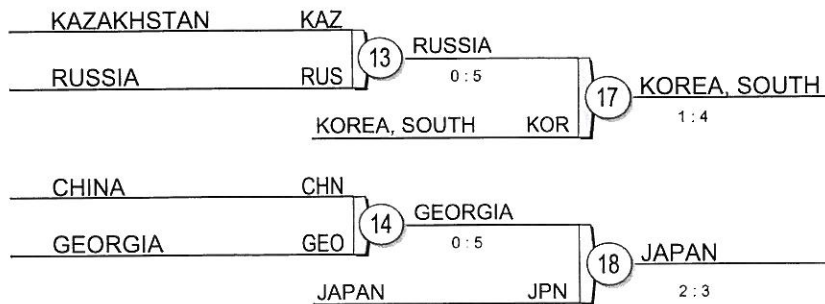 KAZAKHSTAN KAZ
13 RUSSIA
RUSSIA RUS 0 : 5
17 KOREA, SOUTH
KOREA, SOUTH KOR 1 : 4
CHINA CHN
14 GEORGIA
GEORGIA GEO 0 : 5
18 JAPAN
JAPAN JPN 2 : 3